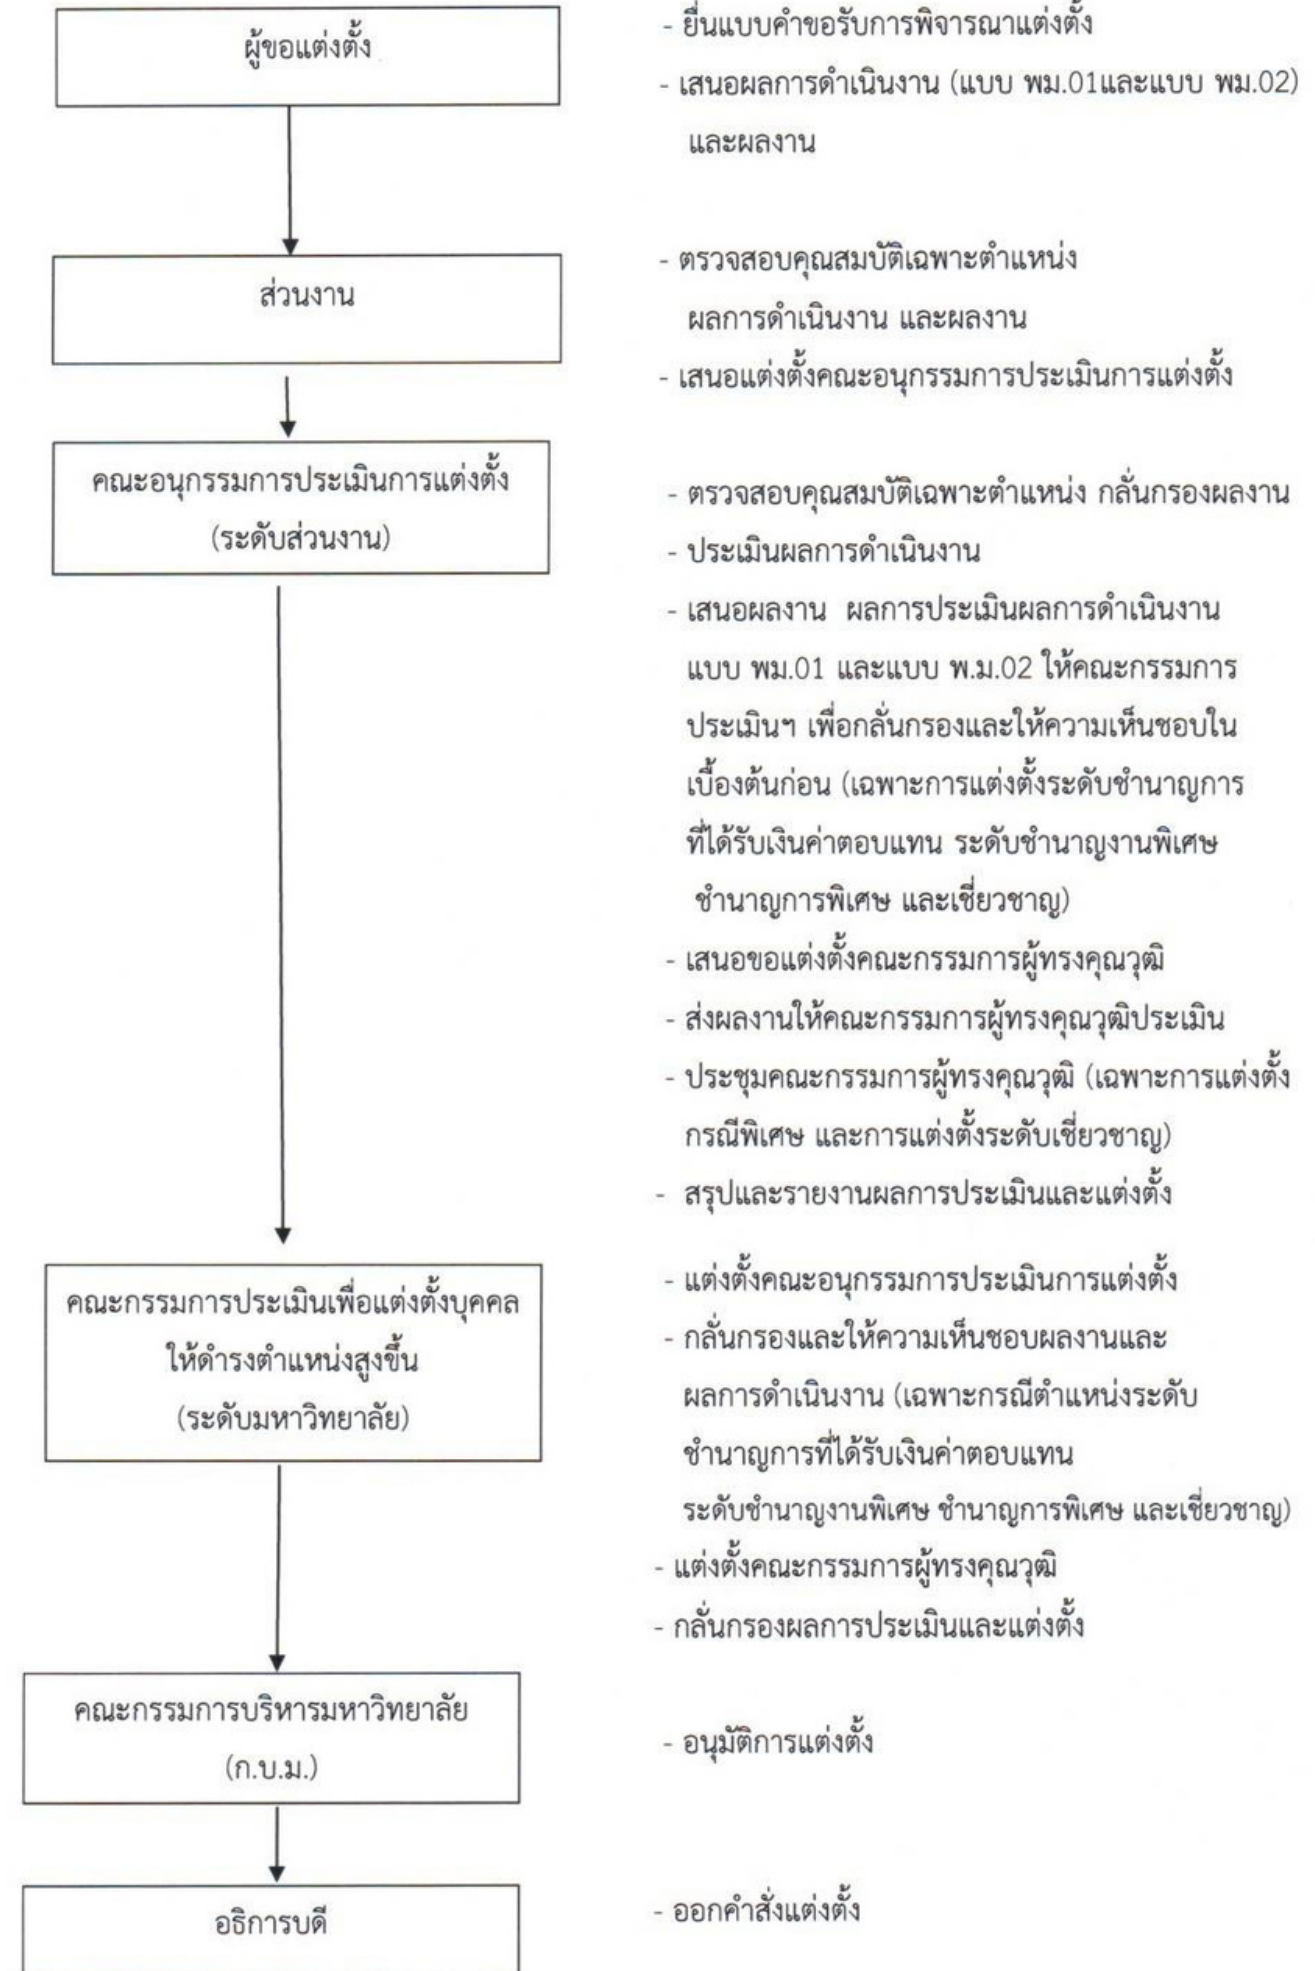 ผู้ขอแต่งตั้ง
- ยื่นแบบคำขอรับการพิจารณาแต่งตั้ง
- เสนอผลการดำเนินงาน (แบบ พม.01และแบบ พม.02)
และผลงาน
ส่วนงาน
- ตรวจสอบคุณสมบัติเฉพาะตำแหน่ง
ผลการดำเนินงาน และผลงาน
- เสนอแต่งตั้งคณะอนุกรรมการประเมินการแต่งตั้ง
คณะอนุกรรมการประเมินการแต่งตั้ง
(ระดับส่วนงาน)
- ตรวจสอบคุณสมบัติเฉพาะตำแหน่ง กลั่นกรองผลงาน
- ประเมินผลการดำเนินงาน
- เสนอผลงาน ผลการประเมินผลการดำเนินงาน
แบบ พม.01 และแบบ พ.ม.02 ให้คณะกรรมการ
ประเมินฯ เพื่อกลั่นกรองและให้ความเห็นชอบใน
เบื้องต้นก่อน (เฉพาะการแต่งตั้งระดับชำนาญการ
ที่ได้รับเงินค่าตอบแทน ระดับชำนาญงานพิเศษ
ชำนาญการพิเศษ และเชี่ยวชาญ)
- เสนอขอแต่งตั้งคณะกรรมการผู้ทรงคุณวุฒิ
- ส่งผลงานให้คณะกรรมการผู้ทรงคุณวุฒิประเมิน
- ประชุมคณะกรรมการผู้ทรงคุณวุฒิ (เฉพาะการแต่งตั้ง
กรณีพิเศษ และการแต่งตั้งระดับเชี่ยวชาญ)
- สรุปและรายงานผลการประเมินและแต่งตั้ง
คณะกรรมการประเมินเพื่อแต่งตั้งบุคคล
ให้ดำรงตำแหน่งสูงขึ้น
(ระดับมหาวิทยาลัย)
- แต่งตั้งคณะอนุกรรมการประเมินการแต่งตั้ง
- กลั่นกรองและให้ความเห็นชอบผลงานและ
ผลการดำเนินงาน (เฉพาะกรณีตำแหน่งระดับ
ชำนาญการที่ได้รับเงินค่าตอบแทน
ระดับชำนาญงานพิเศษ ชำนาญการพิเศษ และเชี่ยวชาญ)
- แต่งตั้งคณะกรรมการผู้ทรงคุณวุฒิ
- กลั่นกรองผลการประเมินและแต่งตั้ง
คณะกรรมการบริหารมหาวิทยาลัย
(ก.บ.ม.)
- อนุมัติการแต่งตั้ง
อธิการบดี
- ออกคำสั่งแต่งตั้ง